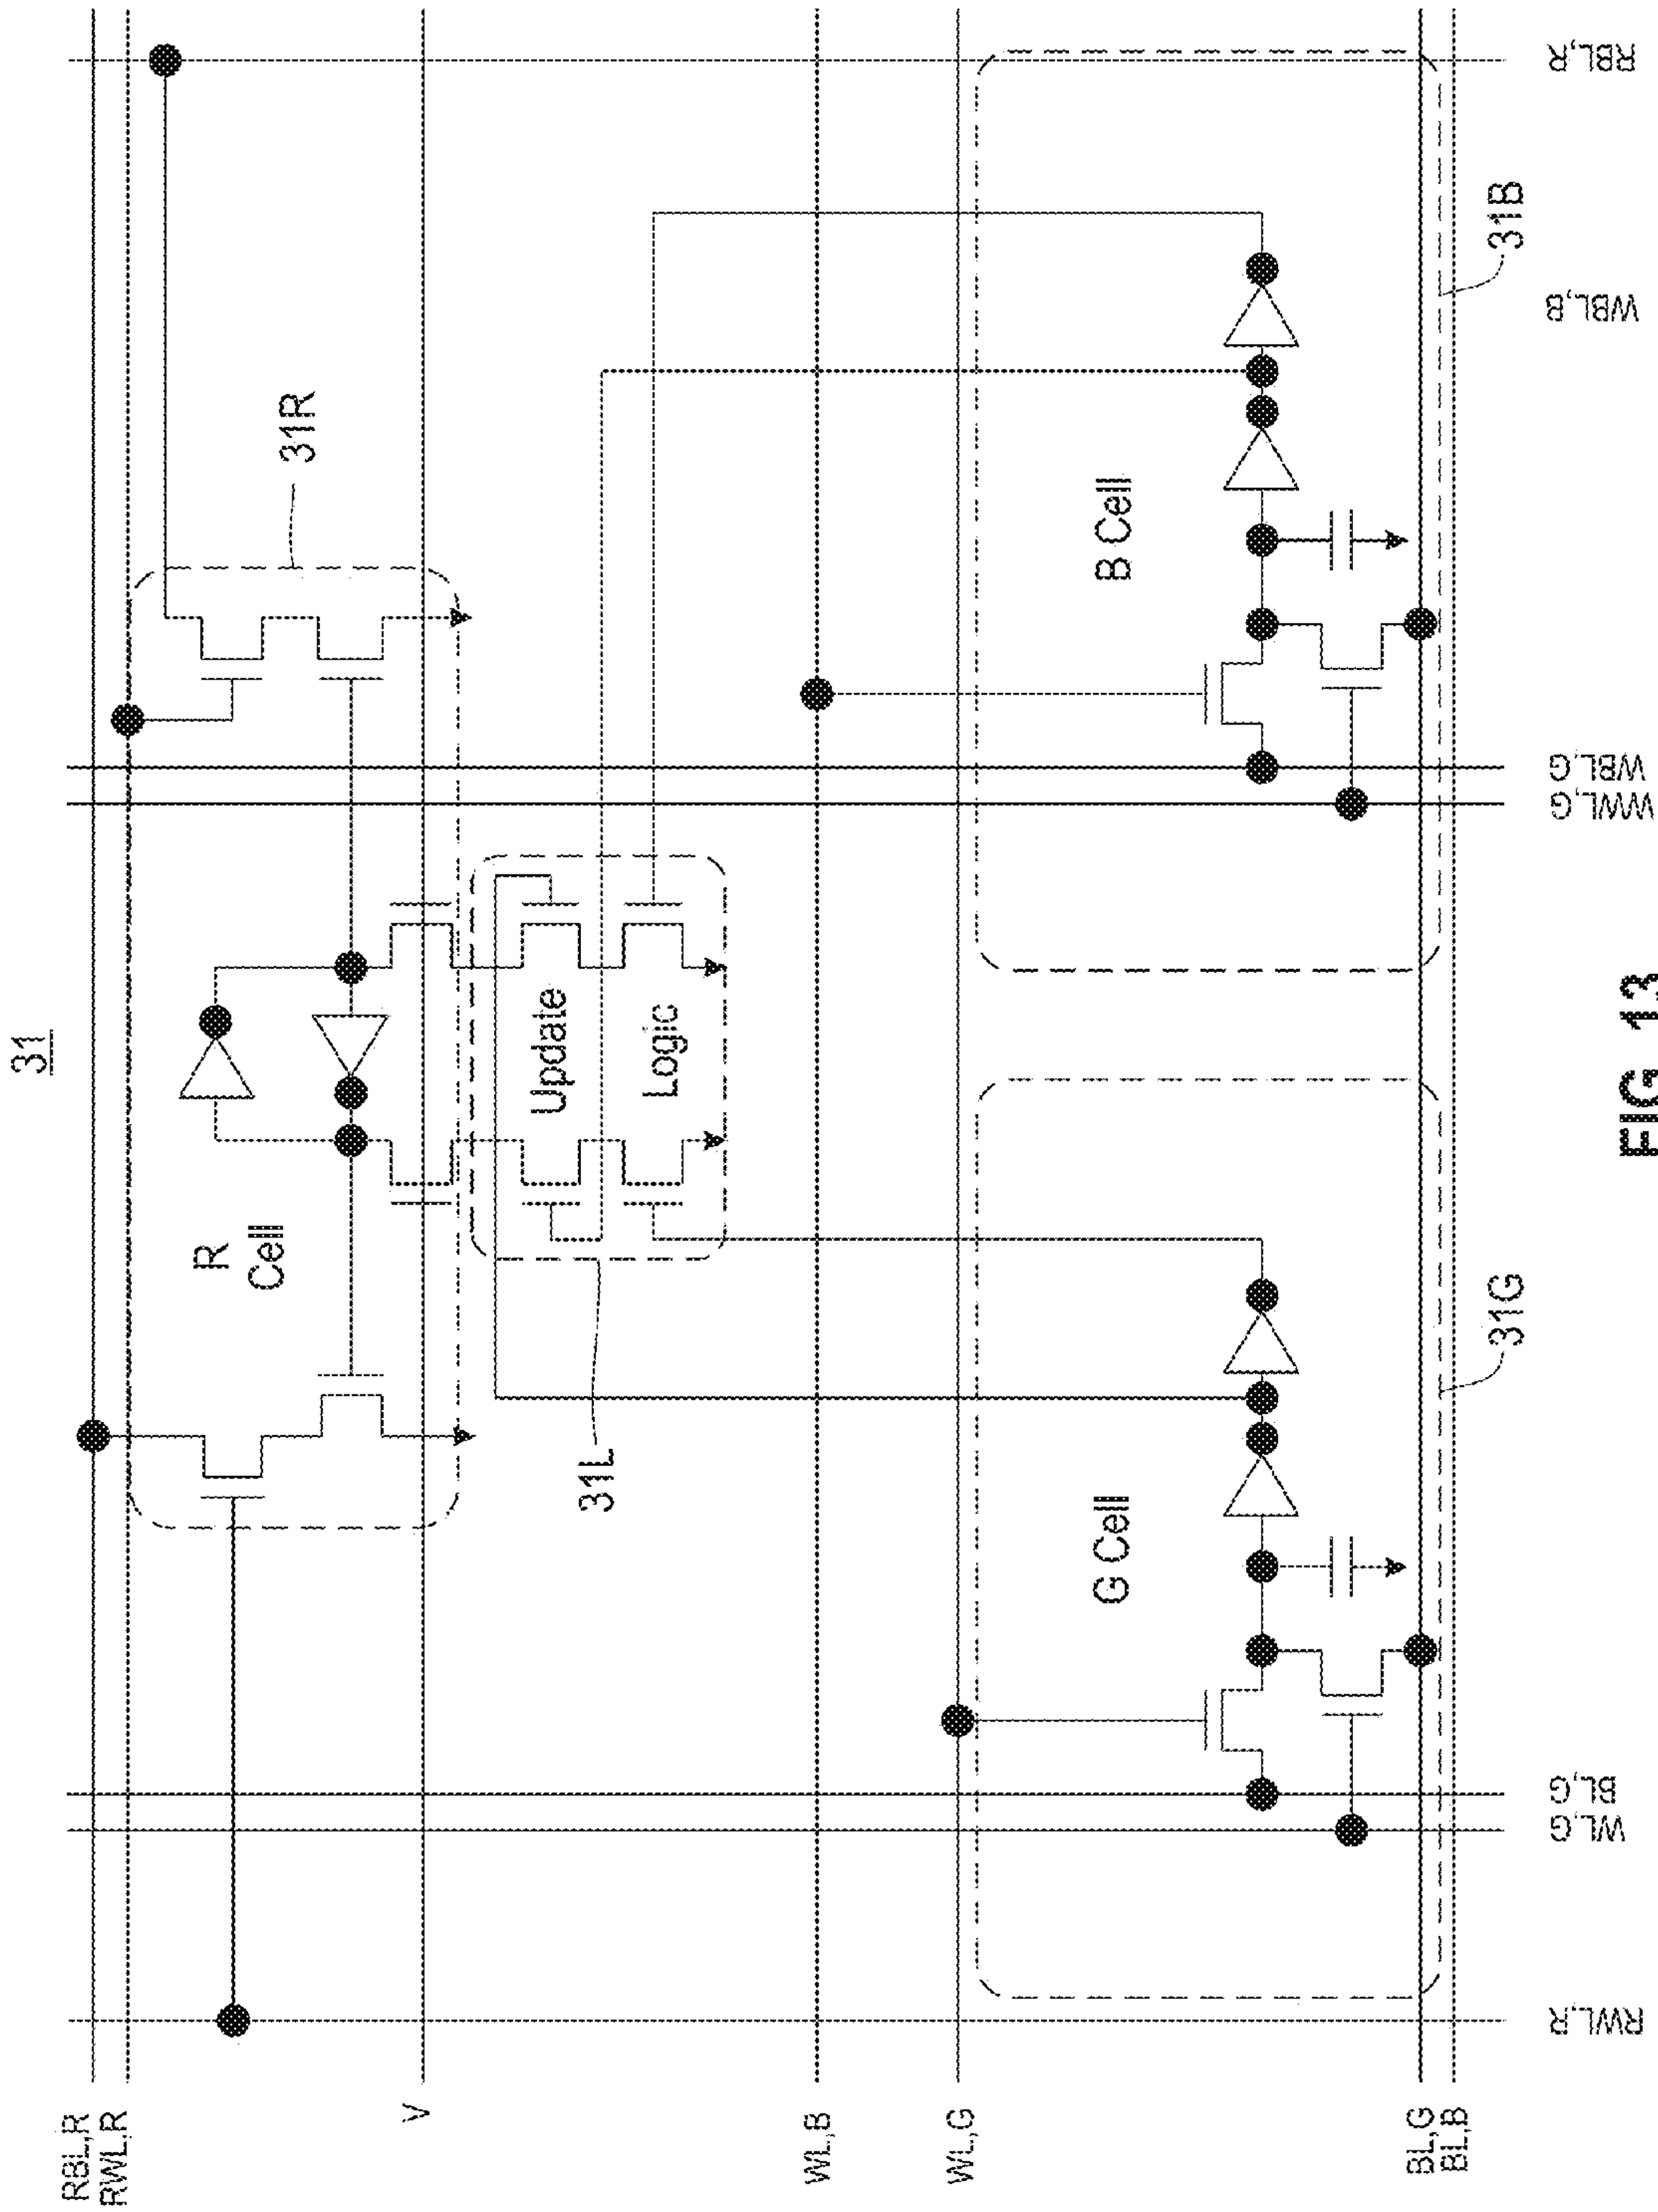 31
RBL,R
RWL,R
V
WL,B
WL,G
BL,G
BL,B
R
Cell
31R
Update
Logic
31L
G Cell
B Cell
31G
31B
RWL,R
WL,G
BL,G
WWL,G
WBL,G
WBL,B
RBL,R
FIG. 13